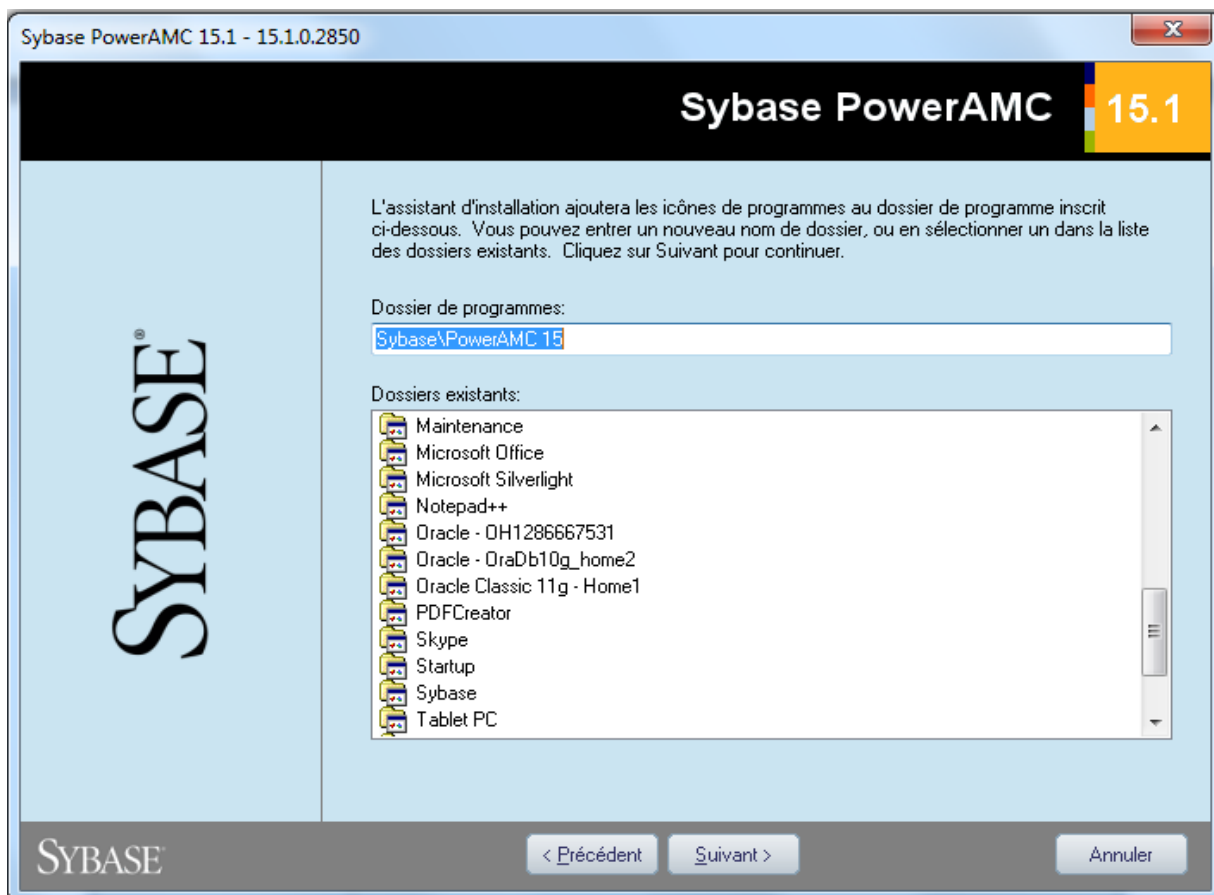 Sybase PowerAMC 15.1 - 15.1.0.2850
Sybase PowerAMC 15.1
L'assistant d'installation ajoutera les icônes de programmes au dossier de programme inscrit
ci-dessous. Vous pouvez entrer un nouveau nom de dossier, ou en sélectionner un dans la liste
des dossiers existants. Cliquez sur Suivant pour continuer.
Dossier de programmes:
Sybase\PowerAMC 15
Dossiers existants:
Maintenance
Microsoft Office
Microsoft Silverlight
Notepad++
Oracle - OH1286667531
Oracle - OraDb10g_home2
Oracle Classic 11g - Home1
PDFCreator
Skype
Startup
Sybase
Tablet PC
SYBASE®
SYBASE
< Précédent
Suivant >
Annuler